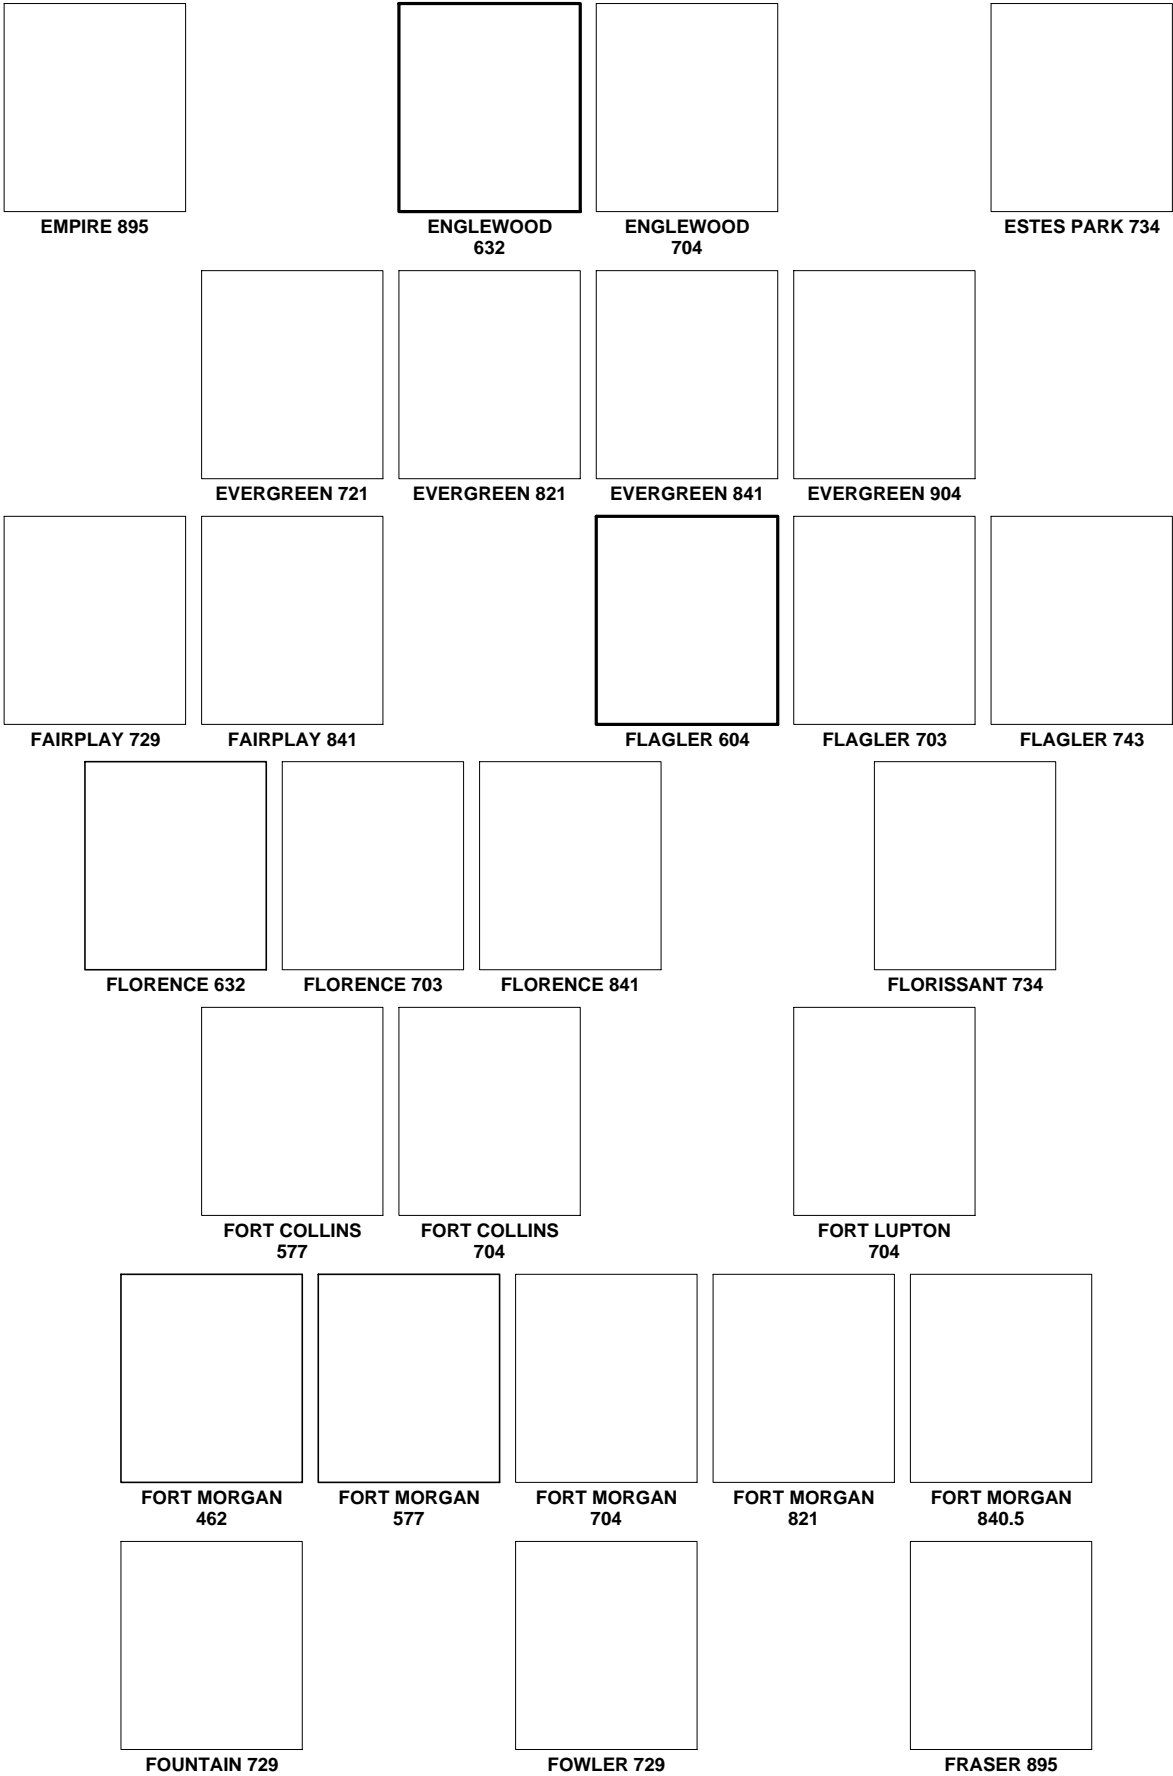 EMPIRE 895
ENGLEWOOD
632
ENGLEWOOD
704
ESTES PARK 734
EVERGREEN 721
EVERGREEN 821
EVERGREEN 841
EVERGREEN 904
FAIRPLAY 729
FAIRPLAY 841
FLAGLER 604
FLAGLER 703
FLAGLER 743
FLORENCE 632
FLORENCE 703
FLORENCE 841
FLORISSANT 734
FORT COLLINS
577
FORT COLLINS
704
FORT LUPTON
704
FORT MORGAN
462
FORT MORGAN
577
FORT MORGAN
704
FORT MORGAN
821
FORT MORGAN
840.5
FOUNTAIN 729
FOWLER 729
FRASER 895